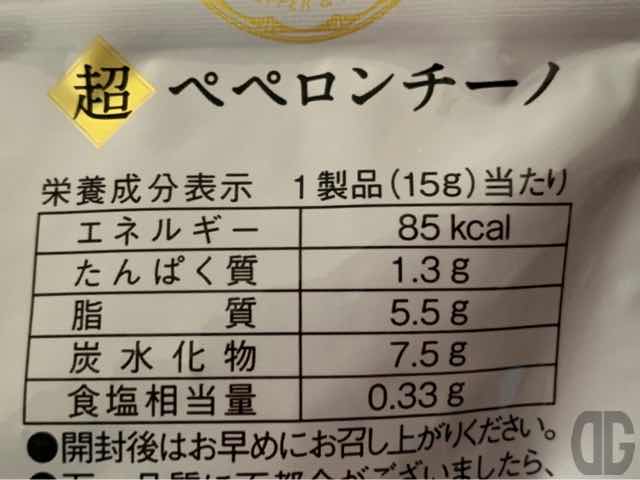 PEPPER &
超 ペペロンチーノ
栄養成分表示 1製品(15g)当たり
エネルギー 85 kcal
たんぱく質 1.3 g
脂質 5.5 g
炭水化物 7.5 g
食塩相当量 0.33 g
●開封後はお早めにお召し上がりください。
DG